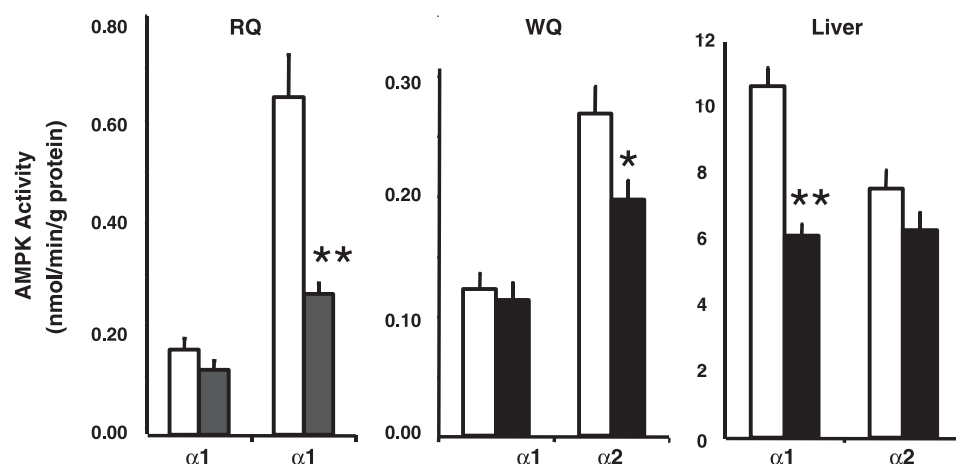 RQ
WQ
Liver
AMPK Activity
(nmol/min/g protein)
0.80
0.60
0.40
0.20
0.00
**
α1
α1
0.30
0.20
0.10
0.00
*
α1
α2
12
10
8
6
4
2
0
**
α1
α2